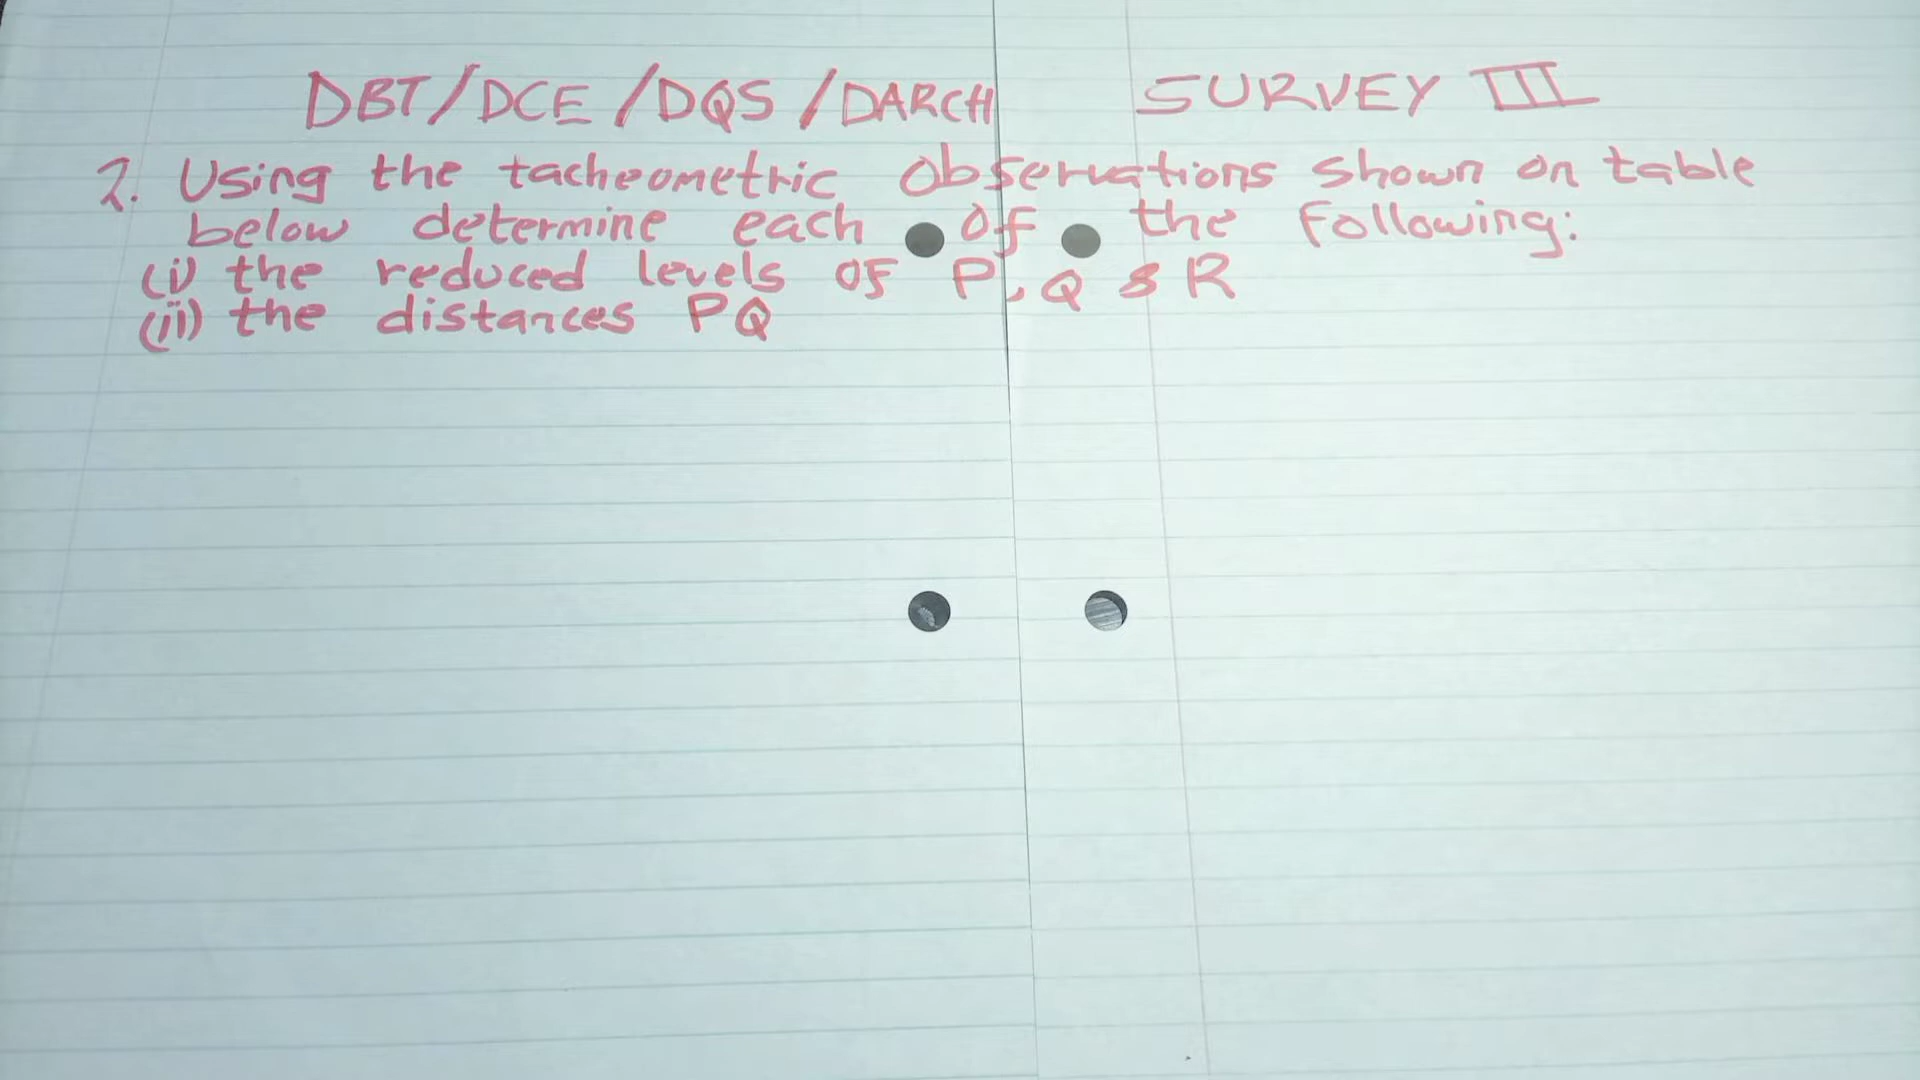 DBT/DCE/DQS/DARCH SURVEY III
2. Using the tacheometric observations shown on table
below determine each of the following:
(i) the reduced levels of P, Q & R
(ii) the distances PQ